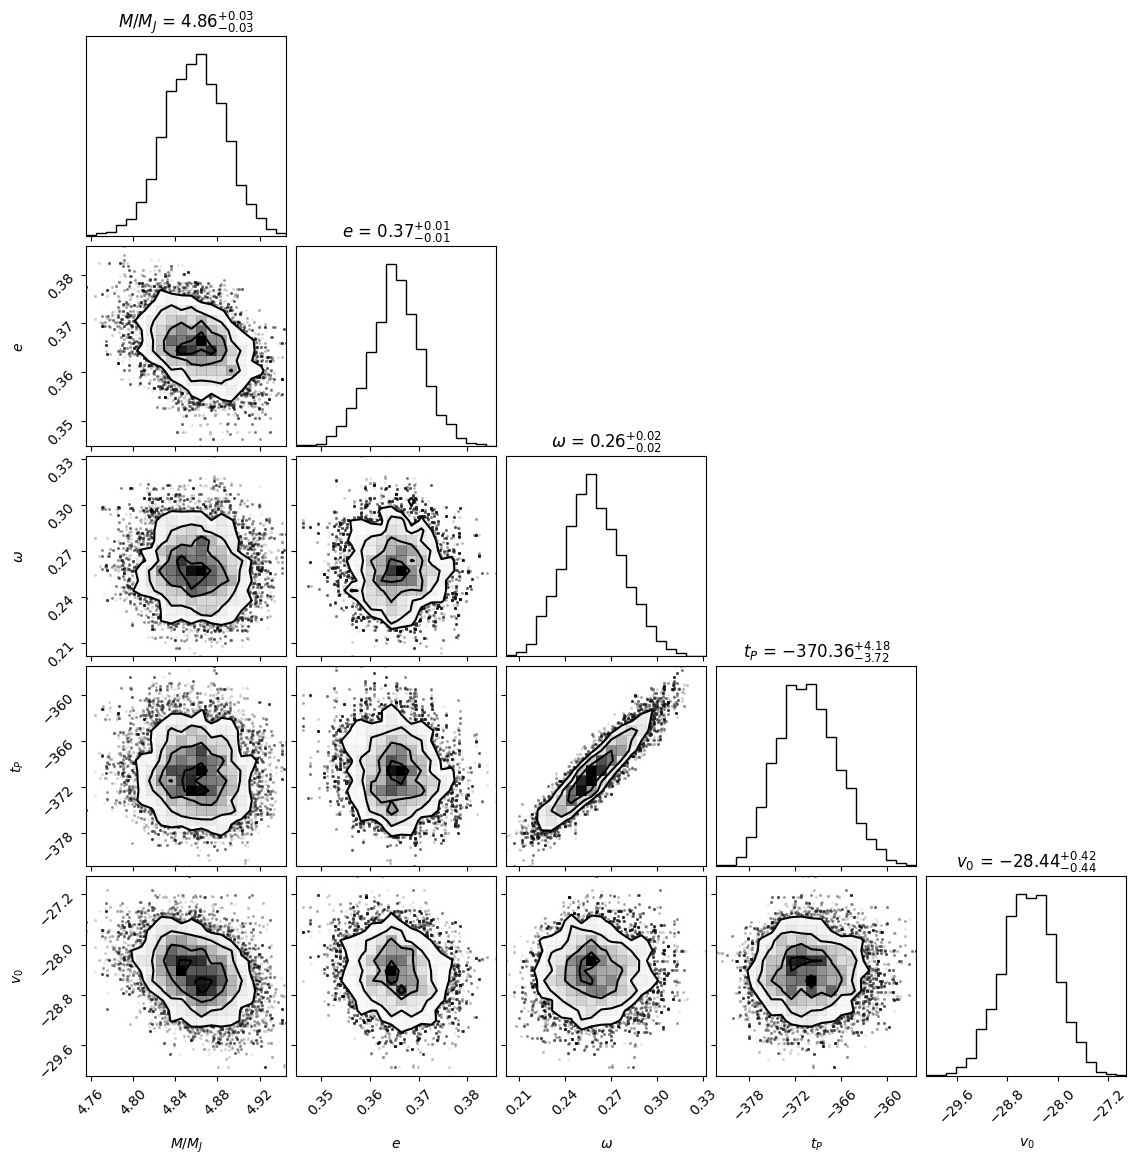 M/M_J = 4.86^{+0.03}_{-0.03}
e = 0.37^{+0.01}_{-0.01}
0.38
0.37
0.36
0.35
e
ω = 0.26^{+0.02}_{-0.02}
0.33
0.30
0.27
0.24
0.21
ω
t_P = −370.36^{+4.18}_{-3.72}
−360
−366
−372
−378
t_P
v_0 = −28.44^{+0.42}_{-0.44}
−27.2
−28.0
−28.8
−29.6
v_0
4.76 4.80 4.84 4.88 4.92 0.35 0.36 0.37 0.38 0.21 0.24 0.27 0.30 0.33 −378 −372 −366 −360 −29.6 −28.8 −28.0 −27.2
M/M_J e ω t_P v_0